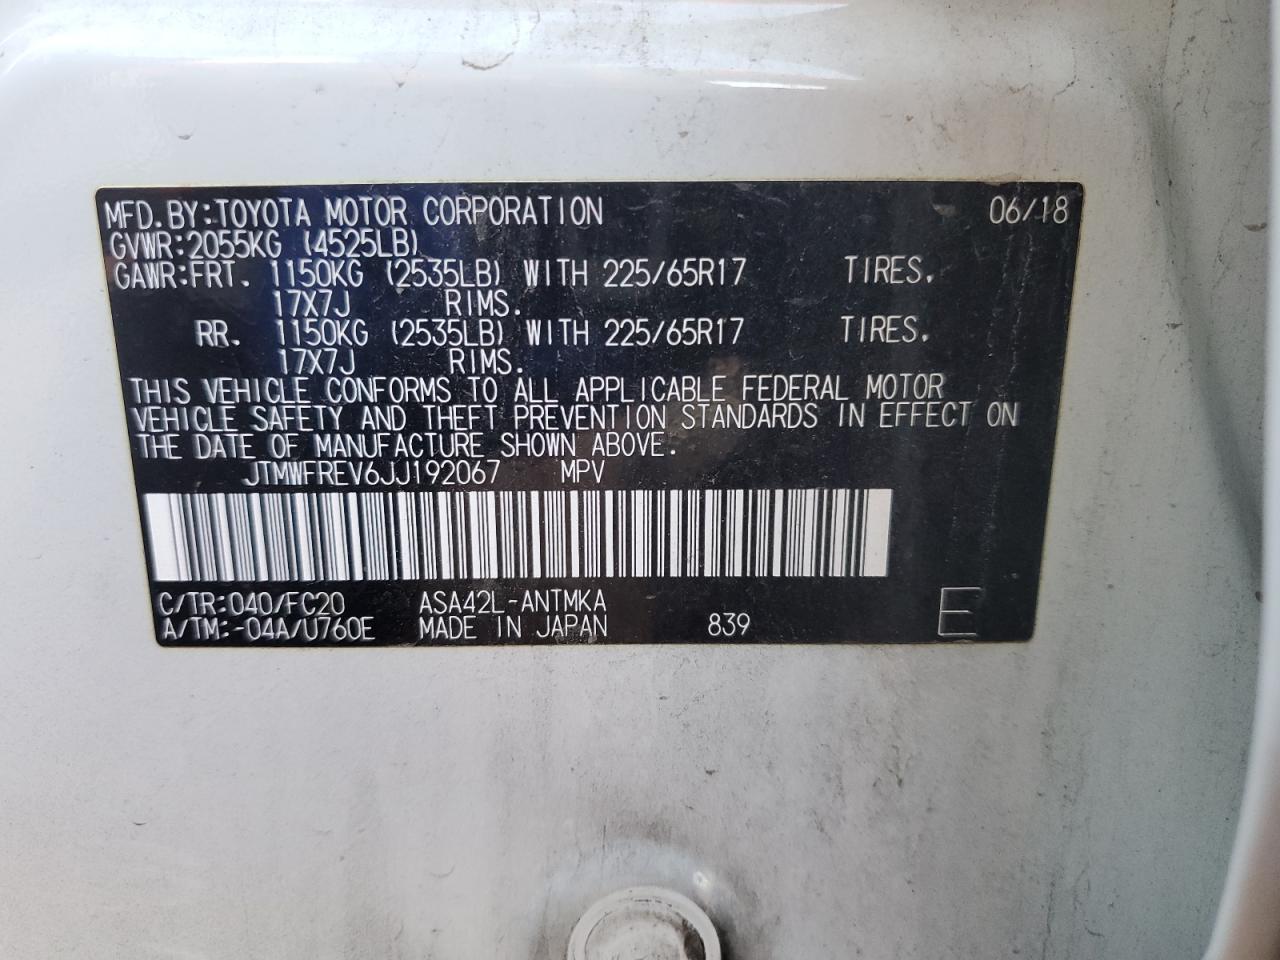 MFD.BY:TOYOTA MOTOR CORPORATION 06/18
GVWR:2055KG (4525LB)
GAWR:FRT. 1150KG (2535LB) WITH 225/65R17 TIRES,
17X7J RIMS.
RR. 1150KG (2535LB) WITH 225/65R17 TIRES,
17X7J RIMS.
THIS VEHICLE CONFORMS TO ALL APPLICABLE FEDERAL MOTOR
VEHICLE SAFETY AND THEFT PREVENTION STANDARDS IN EFFECT ON
THE DATE OF MANUFACTURE SHOWN ABOVE.
JTMWFREV6JJ192067 MPV
C/TR:040/FC20 ASA42L-ANTMKA
A/TM:-04A/U760E MADE IN JAPAN 839 E